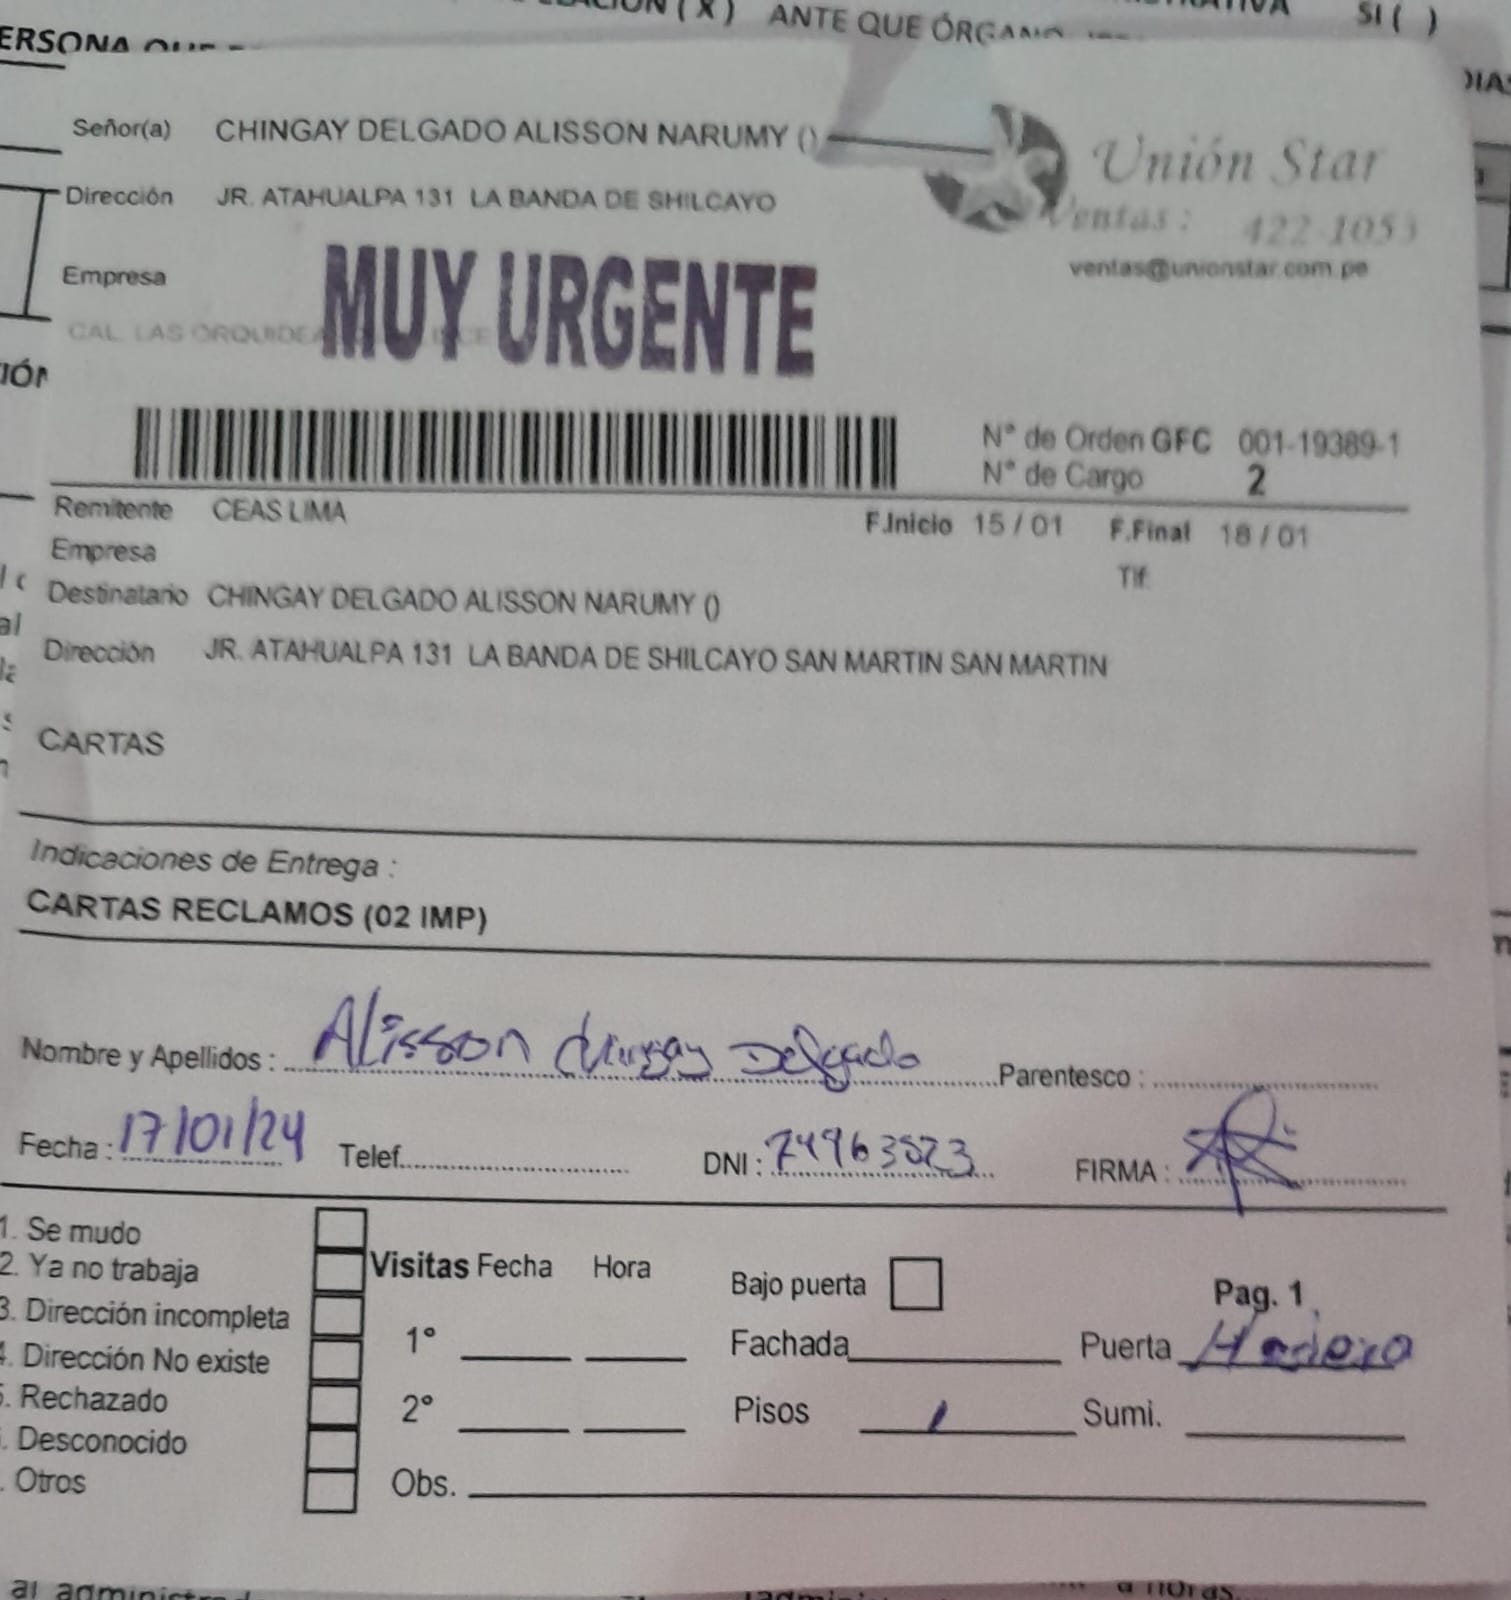 (X) ANTE QUE ÓRGANO SI ( )
ERSONA QUE
Señor(a) CHINGAY DELGADO ALISSON NARUMY ()
Unión Star
Dirección JR. ATAHUALPA 131 LA BANDA DE SHILCAYO
Ventas: 422-1053
Empresa
ventas@unionstar.com.pe
MUY URGENTE
CAL. LAS ORQUIDEA
N° de Orden GFC 001-19389-1
N° de Cargo 2
Remitente CEAS LIMA
F.Inicio 15 / 01 F.Final 18 / 01
Empresa
Tlf:
Destinatario CHINGAY DELGADO ALISSON NARUMY ()
Dirección JR. ATAHUALPA 131 LA BANDA DE SHILCAYO SAN MARTIN SAN MARTIN
CARTAS
Indicaciones de Entrega :
CARTAS RECLAMOS (02 IMP)
Nombre y Apellidos : Alisson Chingay Delgado Parentesco :
Fecha : 17/01/24 Telef. DNI : 74963523 FIRMA :
1. Se mudo
2. Ya no trabaja
3. Dirección incompleta
4. Dirección No existe
5. Rechazado
. Desconocido
. Otros
Visitas Fecha Hora
1°
2°
Obs.
Bajo puerta
Pag. 1
Fachada Puerta Madera
Pisos 1 Sumi.